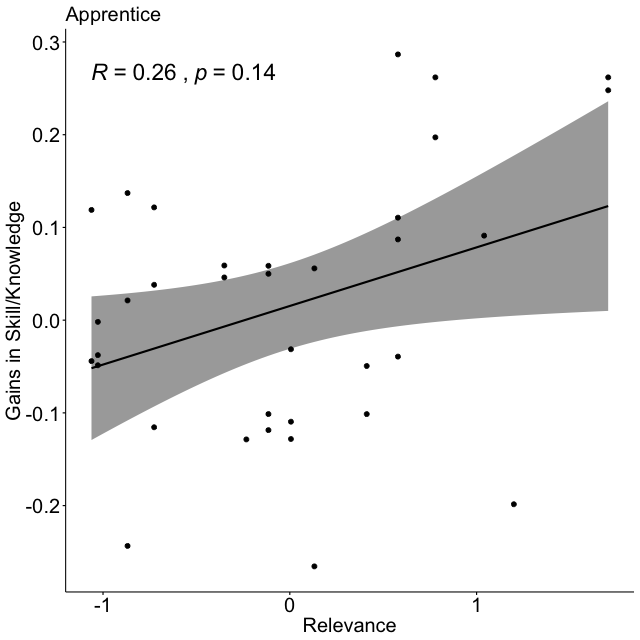 Apprentice
R = 0.26 , p = 0.14
0.3
0.2
0.1
0.0
-0.1
-0.2
Gains in Skill/Knowledge
-1
0
1
Relevance